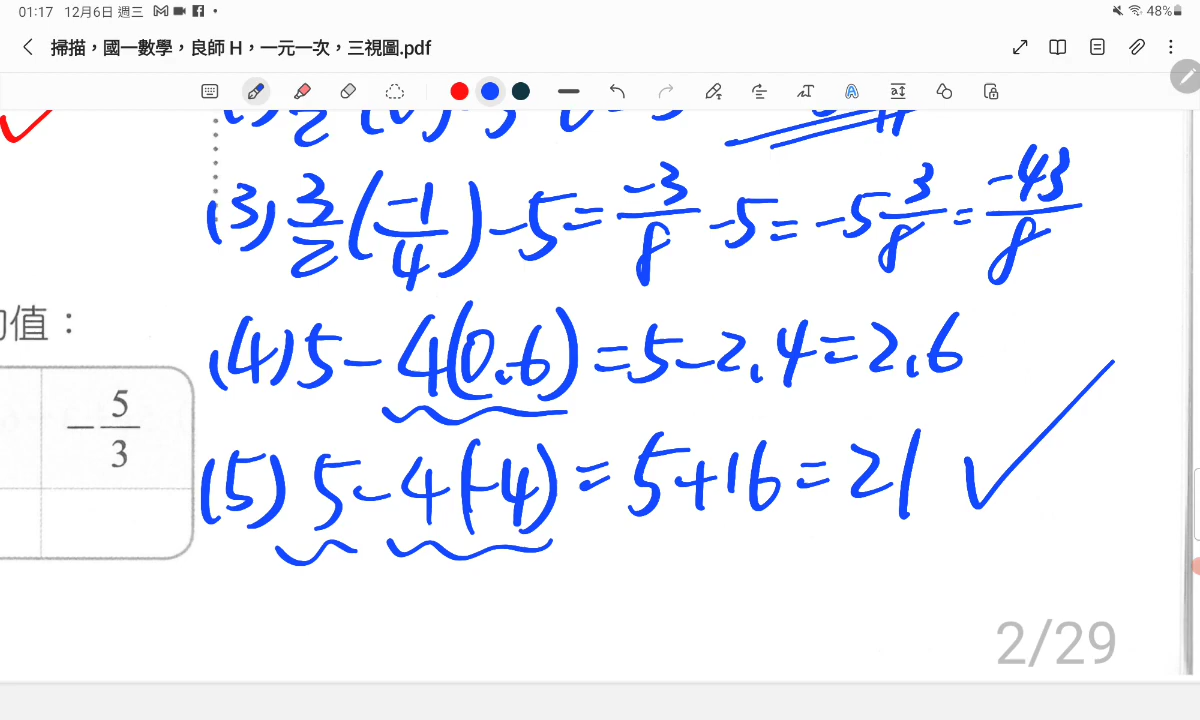 01:17 12月6日 週三
48%
掃描，國一數學，良師 H，一元一次，三視圖.pdf
(3) 3/2 (-1/4) -5 = -3/8 -5 = -5 3/8 = -43/8
值：
(4) 5 - 4(0.6) = 5 - 2.4 = 2.6
- 5/3
(5) 5 - 4(-4) = 5 + 16 = 21
2/29